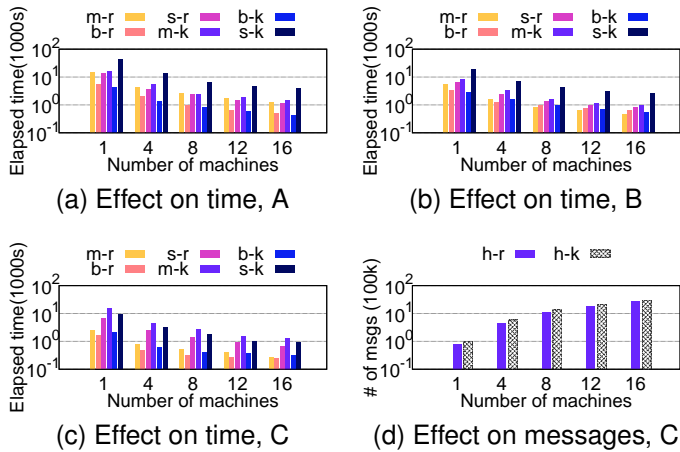 m-r s-r b-k
b-r m-k s-k
Elapsed time(1000s)
10^2
10^1
10^0
10^-1
1 4 8 12 16
Number of machines
(a) Effect on time, A
m-r s-r b-k
b-r m-k s-k
Elapsed time(1000s)
10^2
10^1
10^0
10^-1
1 4 8 12 16
Number of machines
(b) Effect on time, B
m-r s-r b-k
b-r m-k s-k
Elapsed time(1000s)
10^2
10^1
10^0
10^-1
1 4 8 12 16
Number of machines
(c) Effect on time, C
h-r h-k
# of msgs (100k)
10^2
10^1
10^0
10^-1
1 4 8 12 16
Number of machines
(d) Effect on messages, C